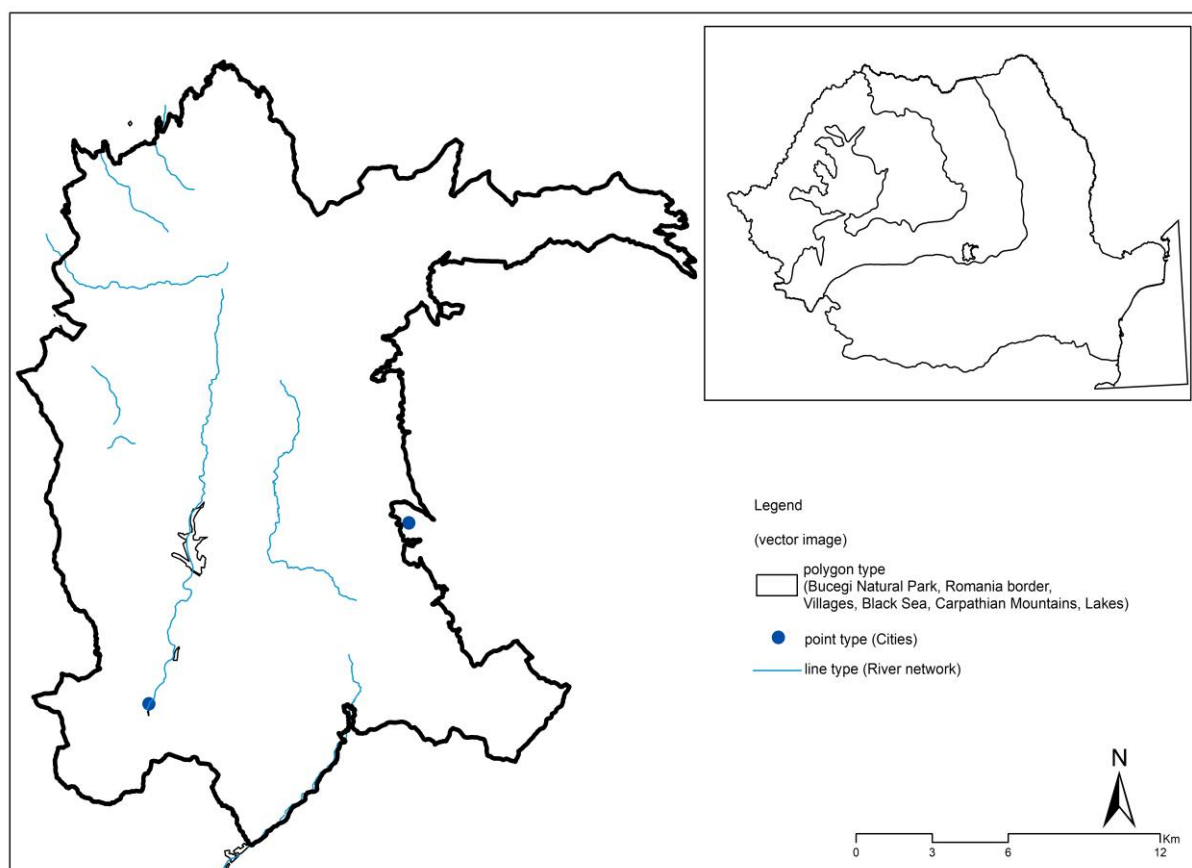 Legend
(vector image)
polygon type
(Bucegi Natural Park, Romania border,
Villages, Black Sea, Carpathian Mountains, Lakes)
point type (Cities)
line type (River network)
N
Km
0 3 6 12